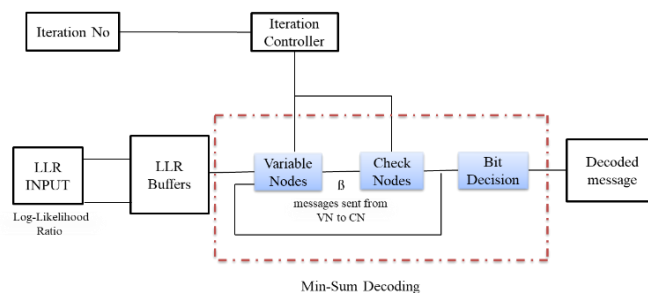 Iteration No
Iteration
Controller
LLR
INPUT
LLR
Buffers
Variable
Nodes
Check
Nodes
Bit
Decision
Decoded
message
ß
messages sent from
VN to CN
Log-Likelihood
Ratio
Min-Sum Decoding